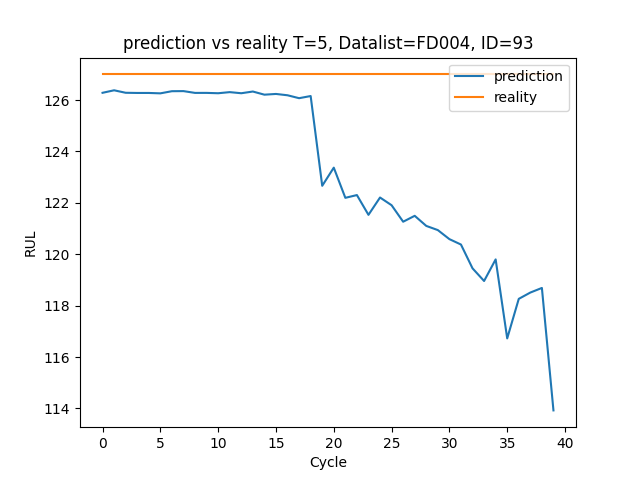 prediction vs reality T=5, Datalist=FD004, ID=93
prediction
reality
126
124
122
120
118
116
114
RUL
0 5 10 15 20 25 30 35 40
Cycle